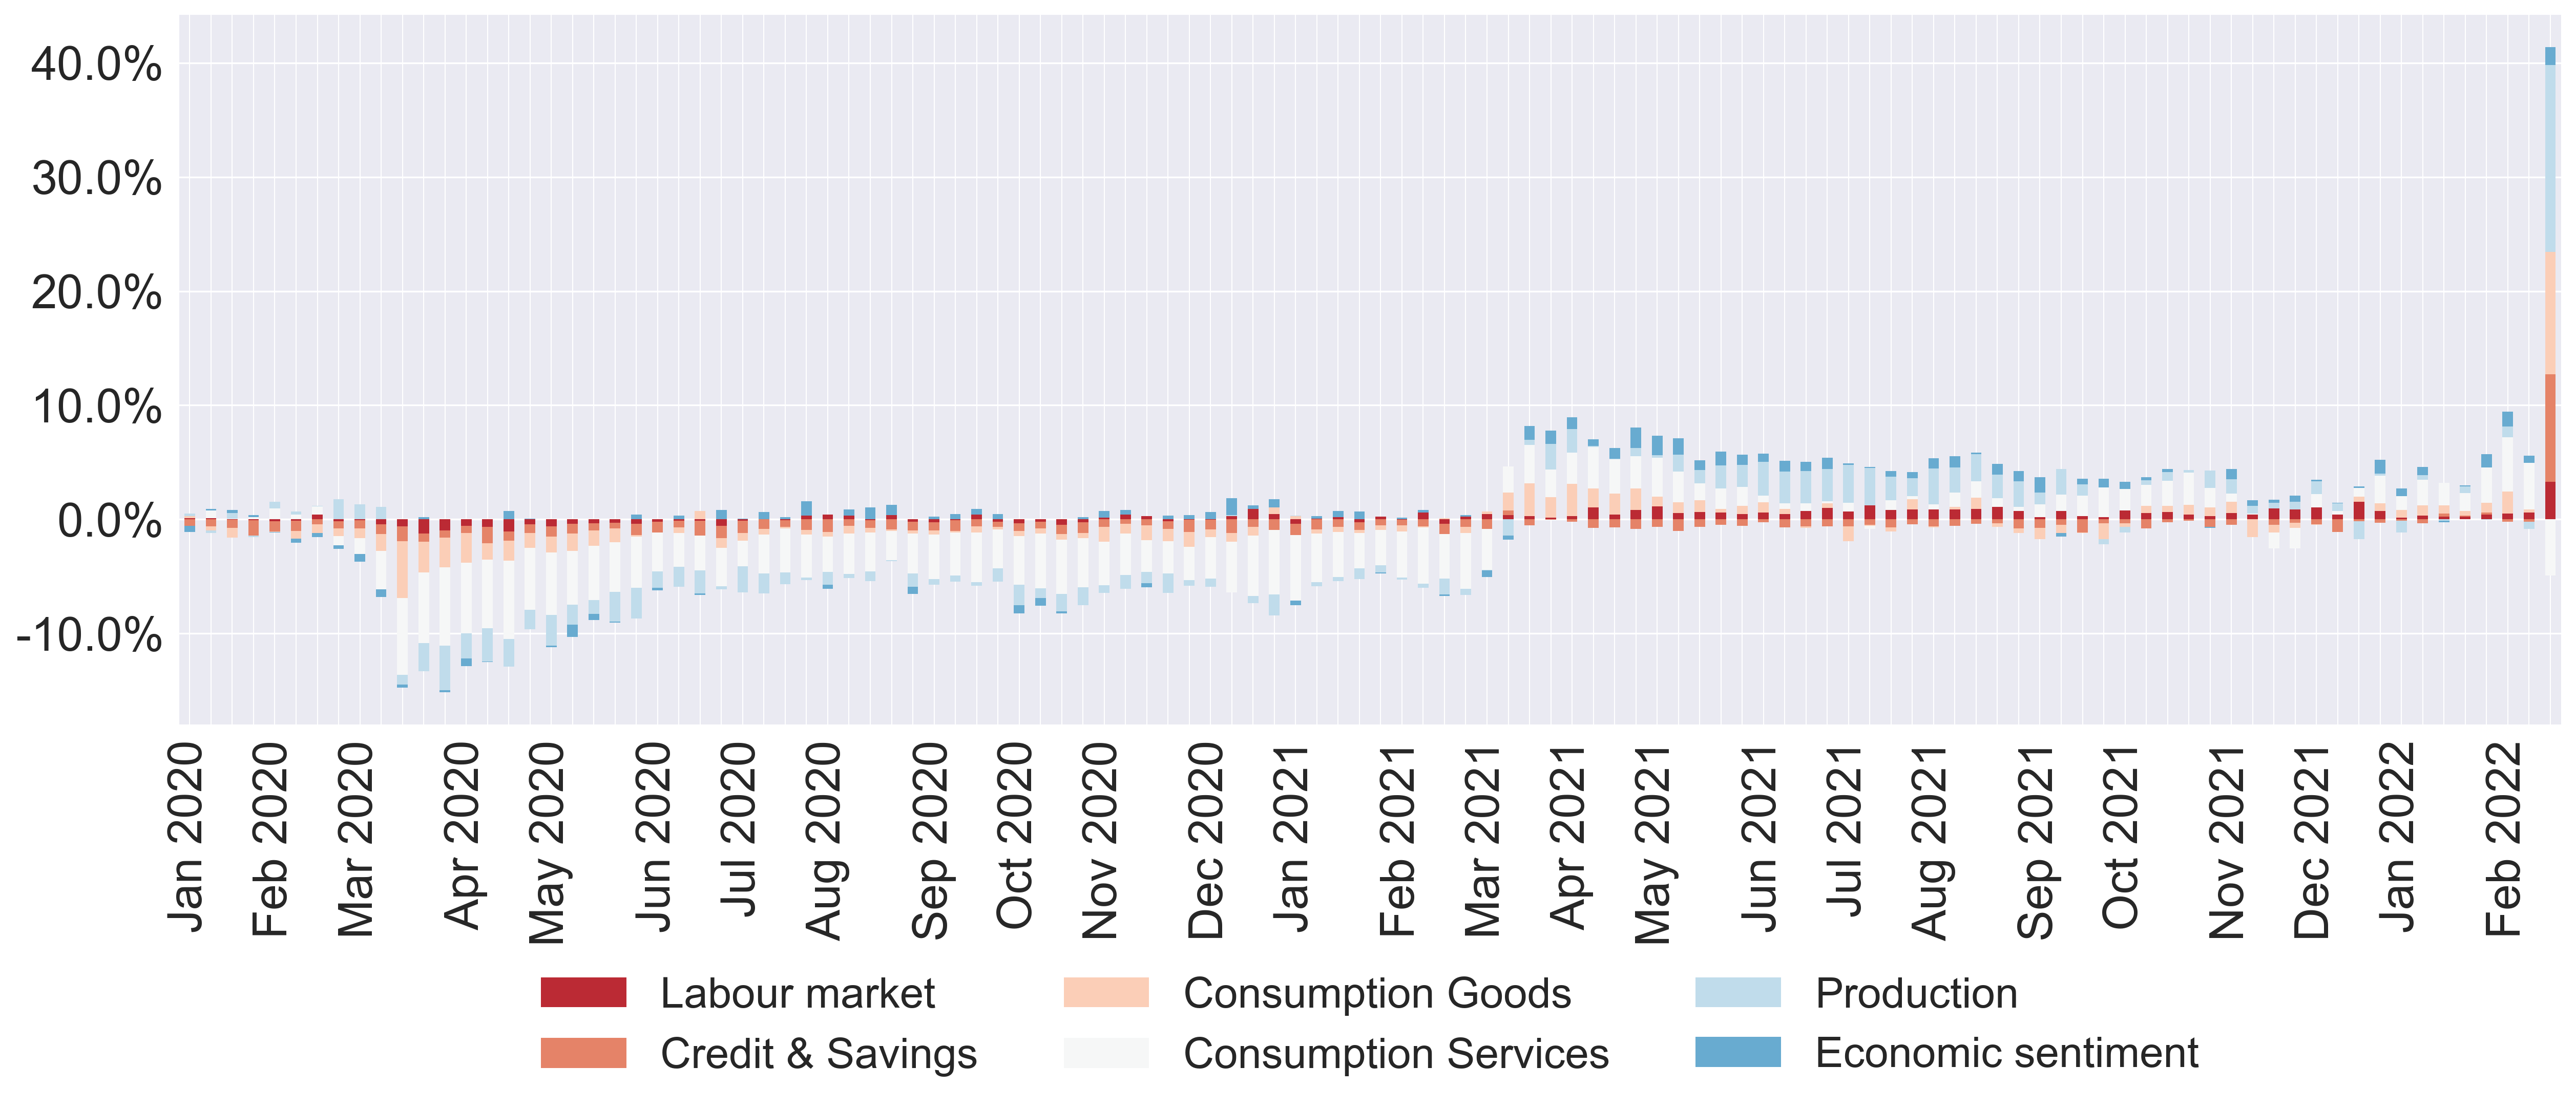 40.0%
30.0%
20.0%
10.0%
0.0%
-10.0%
Jan 2020
Feb 2020
Mar 2020
Apr 2020
May 2020
Jun 2020
Jul 2020
Aug 2020
Sep 2020
Oct 2020
Nov 2020
Dec 2020
Jan 2021
Feb 2021
Mar 2021
Apr 2021
May 2021
Jun 2021
Jul 2021
Aug 2021
Sep 2021
Oct 2021
Nov 2021
Dec 2021
Jan 2022
Feb 2022
Labour market
Consumption Goods
Production
Credit & Savings
Consumption Services
Economic sentiment